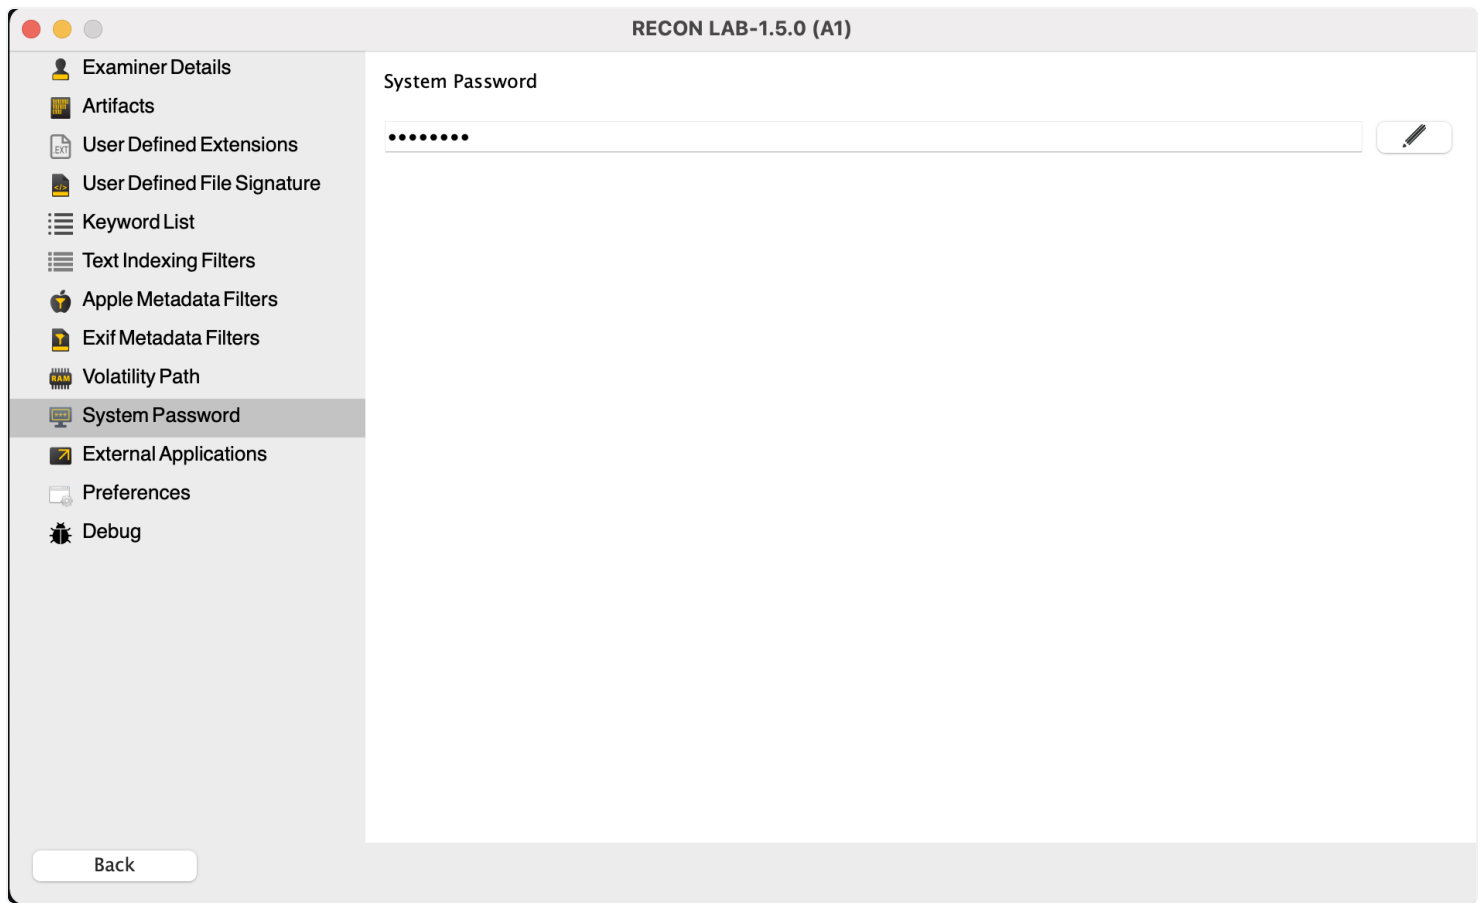 RECON LAB-1.5.0 (A1)
Examiner Details
Artifacts
.EXT
User Defined Extensions
</>
User Defined File Signature
Keyword List
Text Indexing Filters
Apple Metadata Filters
Exif Metadata Filters
RAM
Volatility Path
System Password
External Applications
Preferences
Debug
System Password
••••••••
Back